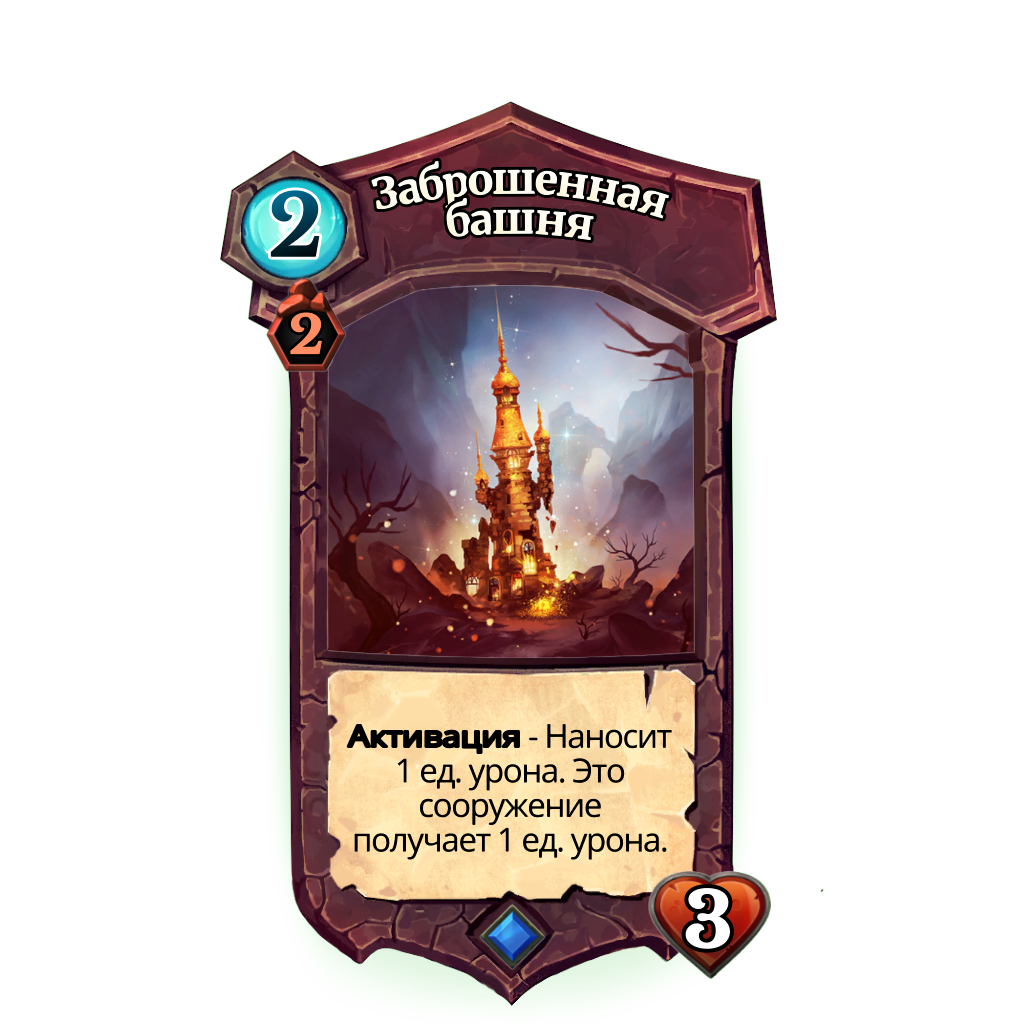 2
Заброшенная
башня
2
Активация - Наносит
1 ед. урона. Это
сооружение
получает 1 ед. урона.
3